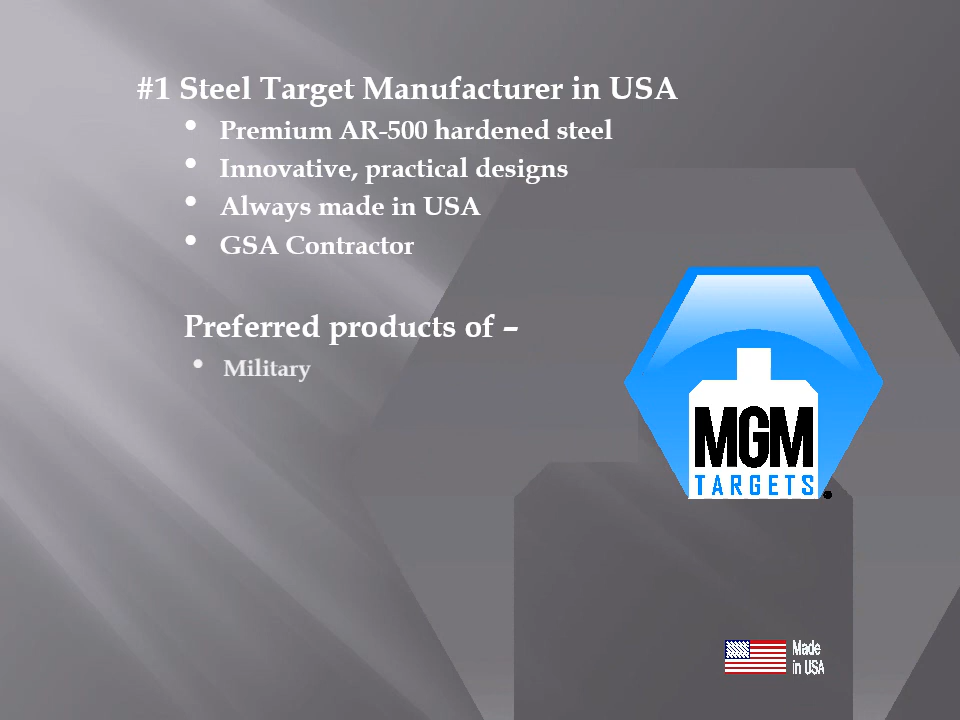 #1 Steel Target Manufacturer in USA
• Premium AR-500 hardened steel
• Innovative, practical designs
• Always made in USA
• GSA Contractor
Preferred products of –
• Military
MGM
TARGETS
Made
in USA